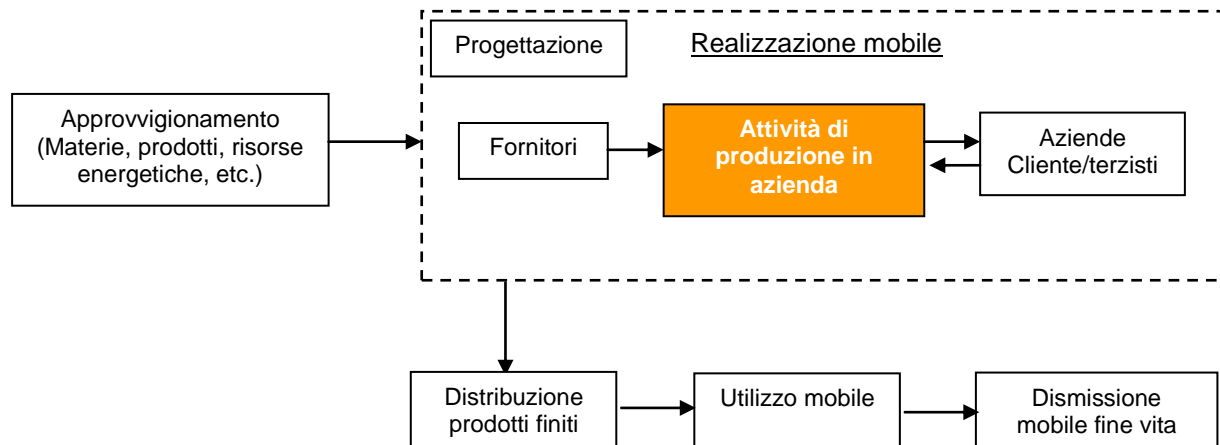 Progettazione
Realizzazione mobile
Approvvigionamento
(Materie, prodotti, risorse
energetiche, etc.)
Fornitori
Attività di
produzione in
azienda
Aziende
Cliente/terzisti
Distribuzione
prodotti finiti
Utilizzo mobile
Dismissione
mobile fine vita